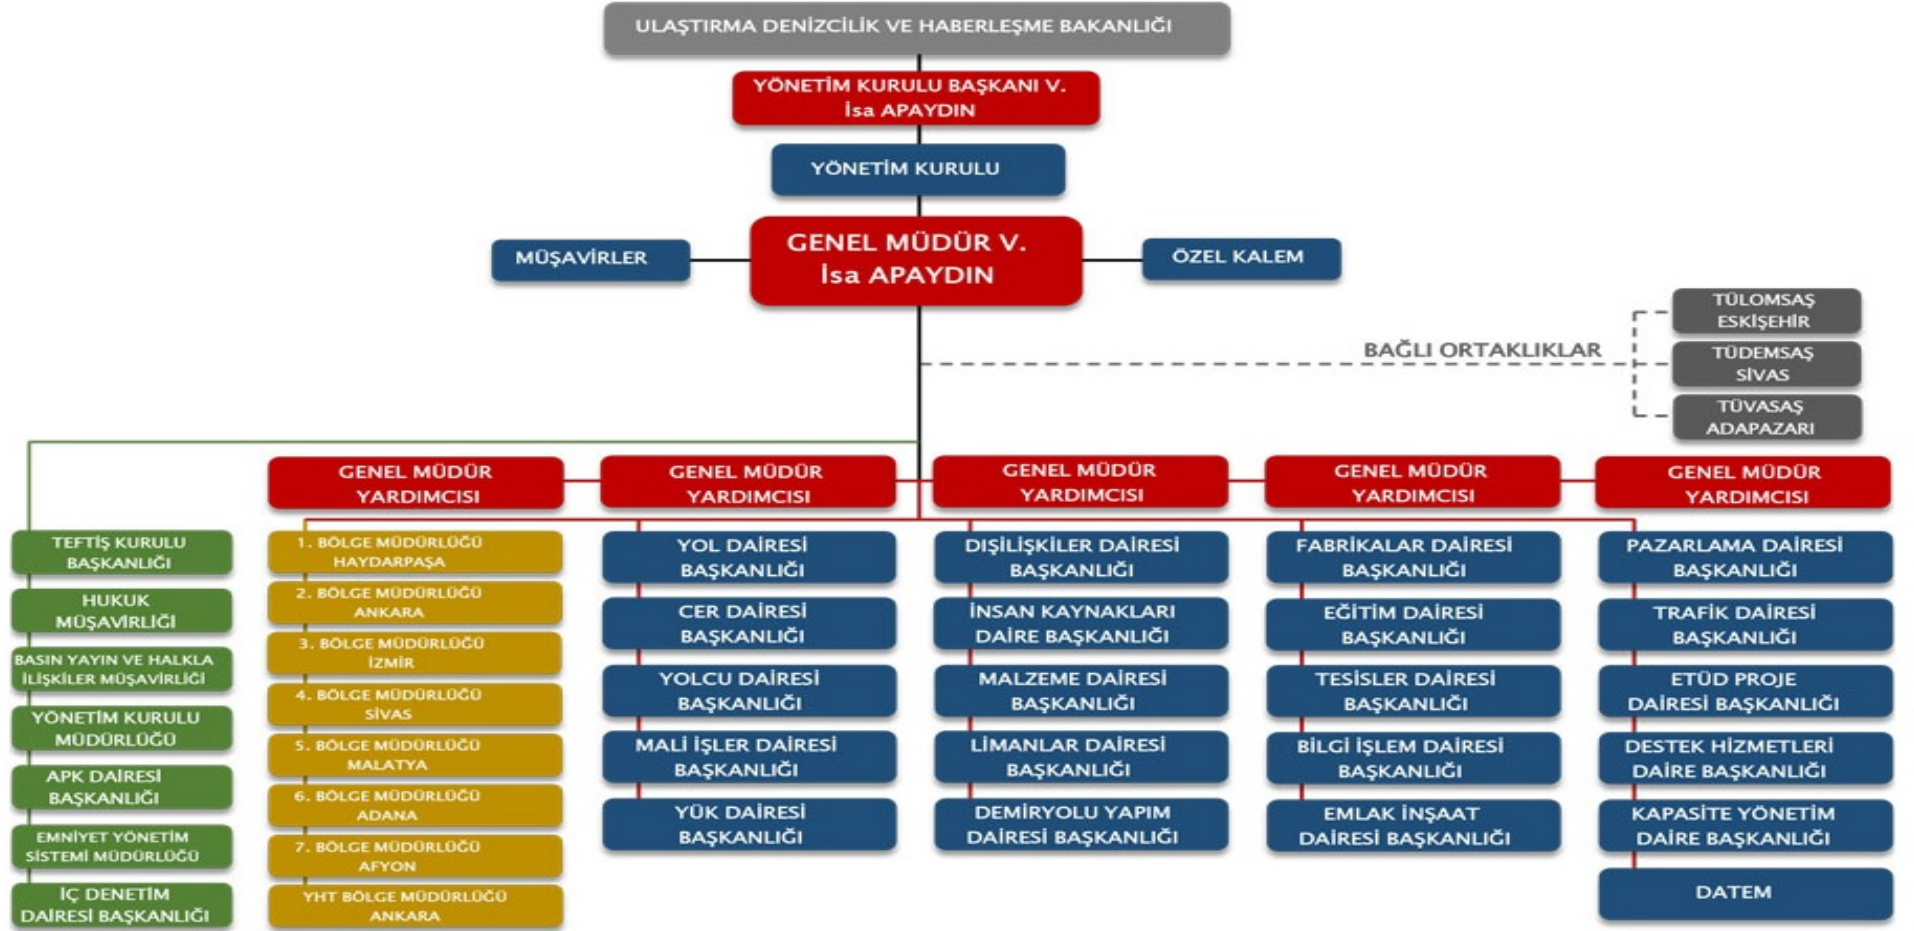 ULAŞTIRMA DENİZCİLİK VE HABERLEŞME BAKANLIĞI
YÖNETİM KURULU BAŞKANI V.
İsa APAYDIN
YÖNETİM KURULU
MÜŞAVİRLER
GENEL MÜDÜR V.
İsa APAYDIN
ÖZEL KALEM
BAĞLI ORTAKLIKLAR
TÜLOMSAŞ
ESKİŞEHİR
TÜDEMSAŞ
SİVAS
TÜVASAŞ
ADAPAZARI
GENEL MÜDÜR
YARDIMCISI
GENEL MÜDÜR
YARDIMCISI
GENEL MÜDÜR
YARDIMCISI
GENEL MÜDÜR
YARDIMCISI
GENEL MÜDÜR
YARDIMCISI
TEFTİŞ KURULU
BAŞKANLIĞI
HUKUK
MÜŞAVİRLİĞİ
BASIN YAYIN VE HALKLA
İLİŞKİLER MÜŞAVİRLİĞİ
YÖNETİM KURULU
MÜDÜRLÜĞÜ
APK DAİRESİ
BAŞKANLIĞI
EMNİYET YÖNETİM
SİSTEMİ MÜDÜRLÜĞÜ
İÇ DENETİM
DAİRESİ BAŞKANLIĞI
1. BÖLGE MÜDÜRLÜĞÜ
HAYDARPAŞA
2. BÖLGE MÜDÜRLÜĞÜ
ANKARA
3. BÖLGE MÜDÜRLÜĞÜ
İZMİR
4. BÖLGE MÜDÜRLÜĞÜ
SİVAS
5. BÖLGE MÜDÜRLÜĞÜ
MALATYA
6. BÖLGE MÜDÜRLÜĞÜ
ADANA
7. BÖLGE MÜDÜRLÜĞÜ
AFYON
YHT BÖLGE MÜDÜRLÜĞÜ
ANKARA
YOL DAİRESİ
BAŞKANLIĞI
CER DAİRESİ
BAŞKANLIĞI
YOLCU DAİRESİ
BAŞKANLIĞI
MALİ İŞLER DAİRESİ
BAŞKANLIĞI
YÜK DAİRESİ
BAŞKANLIĞI
DIŞİLİŞKİLER DAİRESİ
BAŞKANLIĞI
İNSAN KAYNAKLARI
DAİRE BAŞKANLIĞI
MALZEME DAİRESİ
BAŞKANLIĞI
LİMANLAR DAİRESİ
BAŞKANLIĞI
DEMİRYOLU YAPIM
DAİRESİ BAŞKANLIĞI
FABRİKALAR DAİRESİ
BAŞKANLIĞI
EĞİTİM DAİRESİ
BAŞKANLIĞI
TESİSLER DAİRESİ
BAŞKANLIĞI
BİLGİ İŞLEM DAİRESİ
BAŞKANLIĞI
EMLAK İNŞAAT
DAİRESİ BAŞKANLIĞI
PAZARLAMA DAİRESİ
BAŞKANLIĞI
TRAFİK DAİRESİ
BAŞKANLIĞI
ETÜD PROJE
DAİRESİ BAŞKANLIĞI
DESTEK HİZMETLERİ
DAİRE BAŞKANLIĞI
KAPASİTE YÖNETİM
DAİRE BAŞKANLIĞI
DATEM